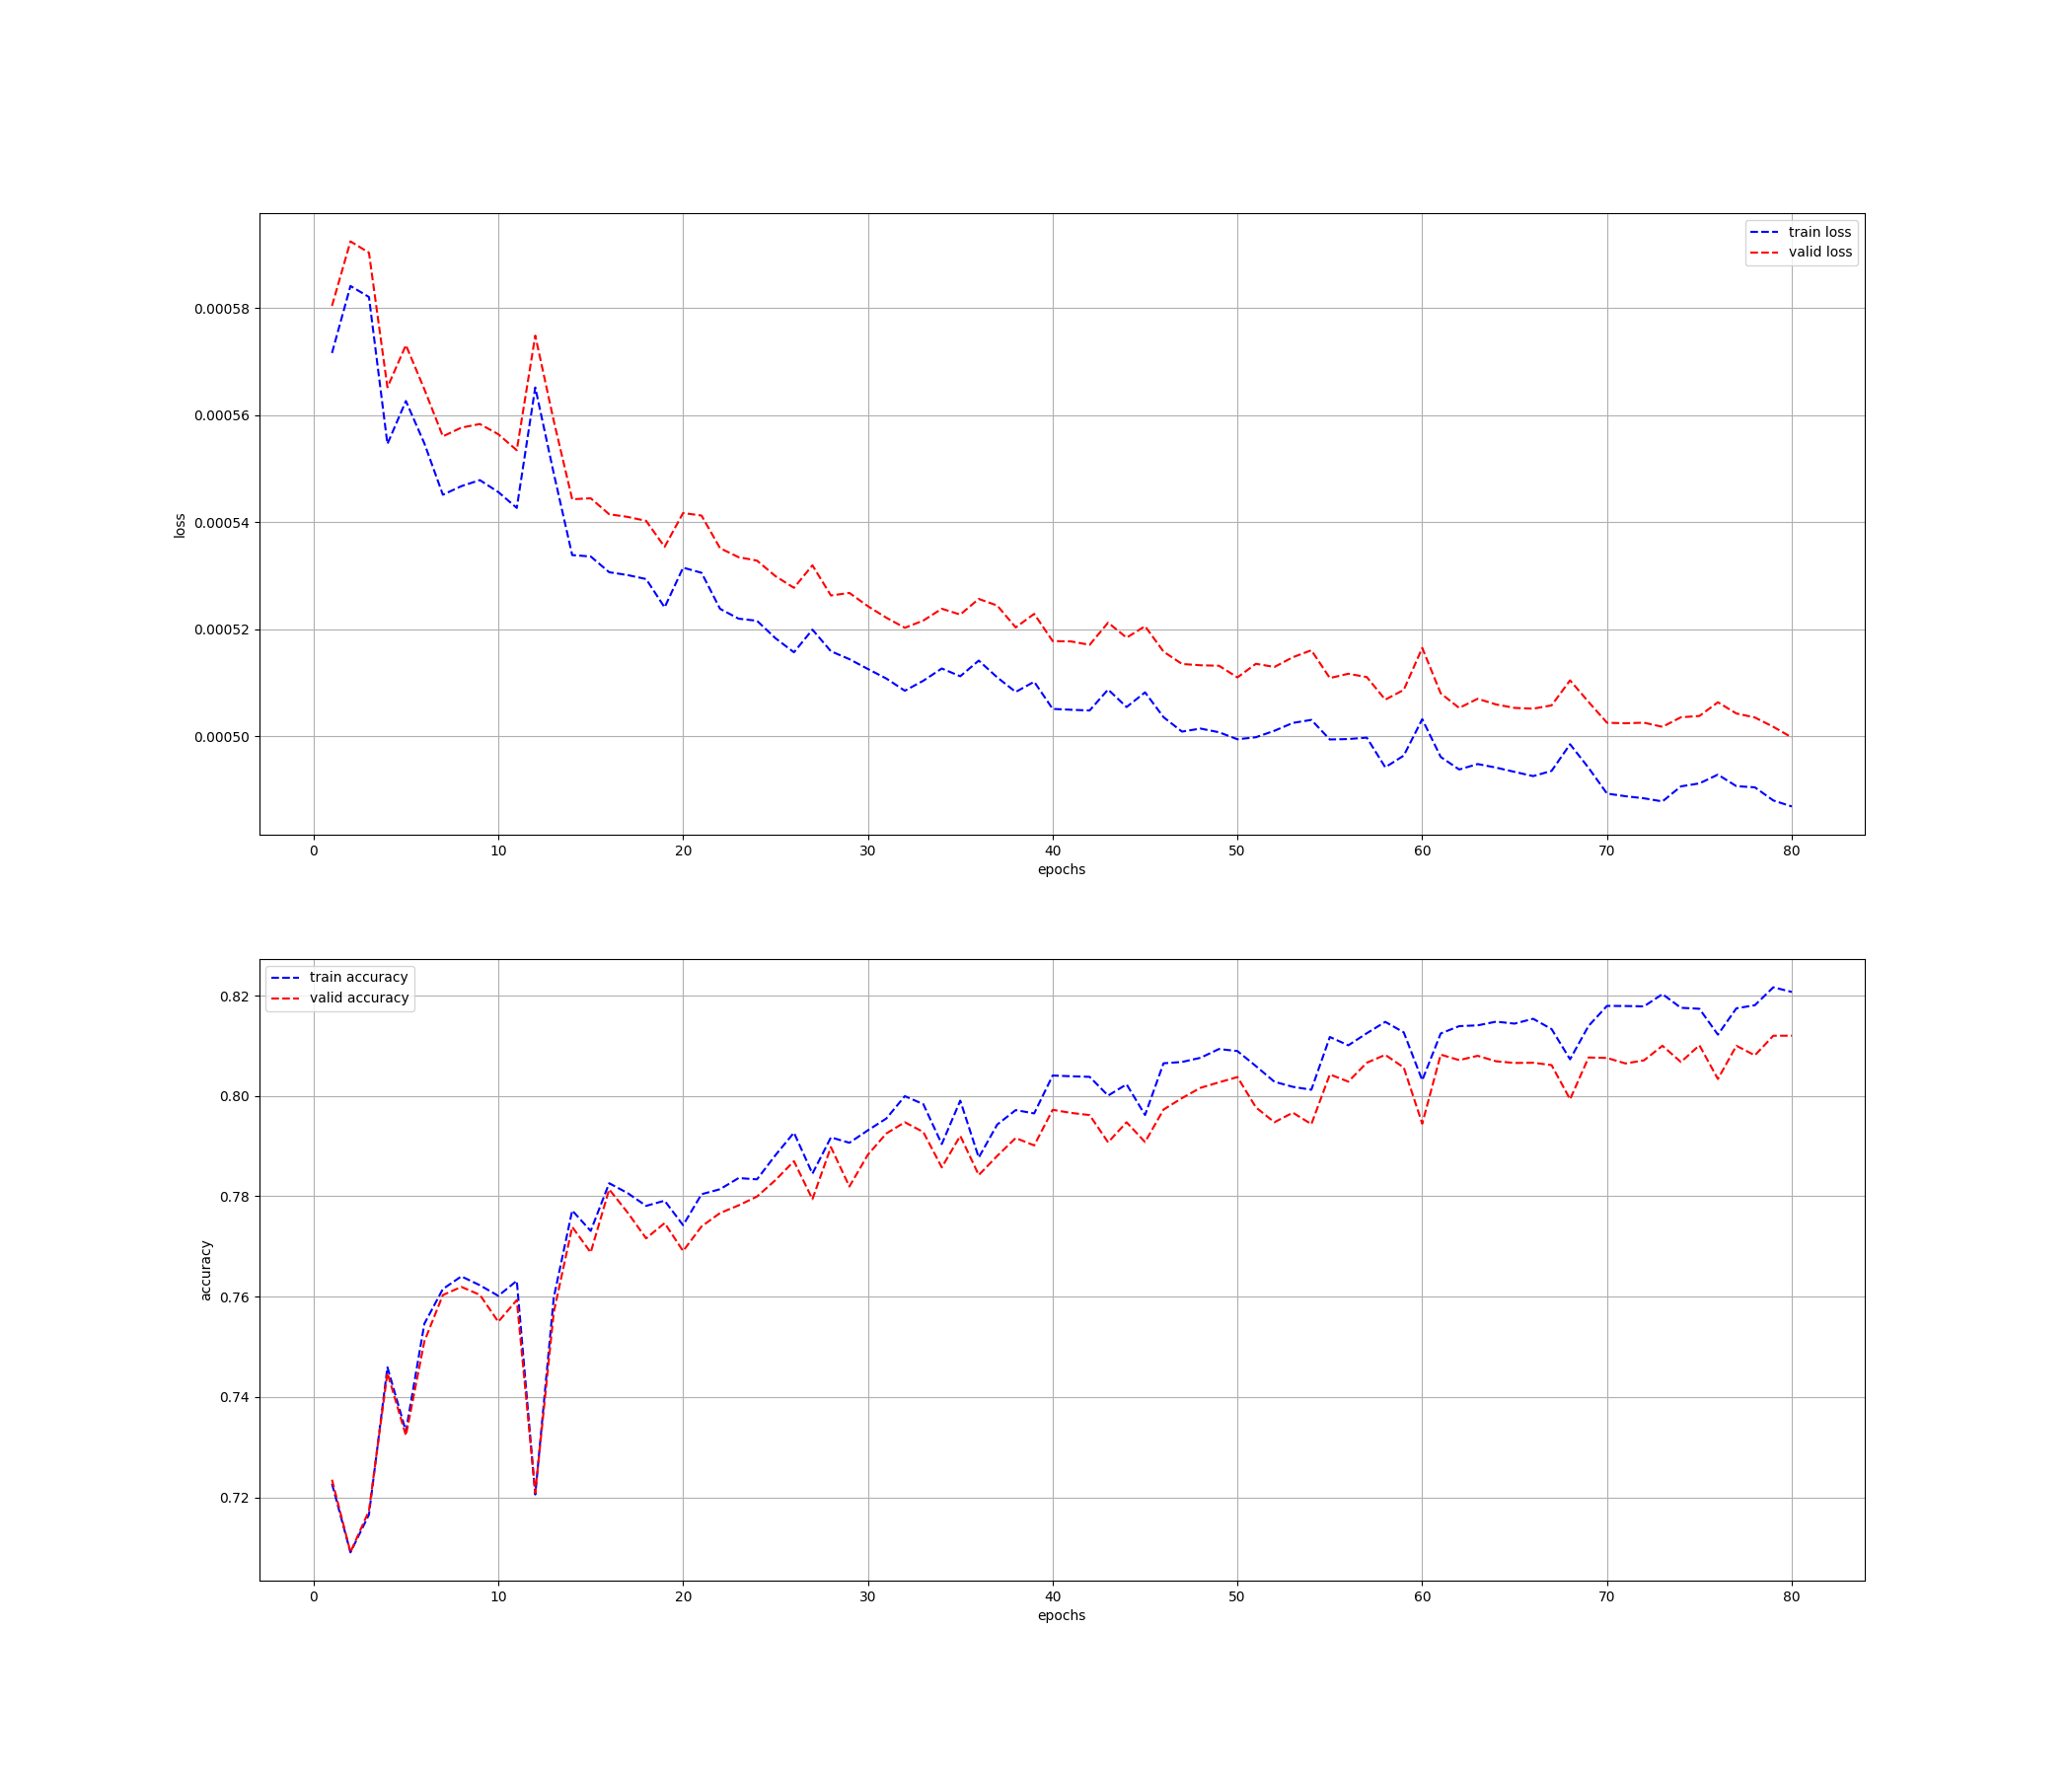 train loss
valid loss
0.00058
0.00056
0.00054
0.00052
0.00050
loss
0 10 20 30 40 50 60 70 80
epochs
train accuracy
valid accuracy
0.82
0.80
0.78
0.76
0.74
0.72
accuracy
0 10 20 30 40 50 60 70 80
epochs